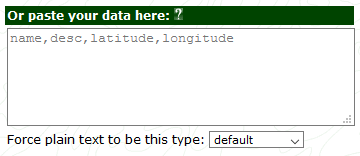 Or paste your data here: ?
name,desc,latitude,longitude
Force plain text to be this type: default